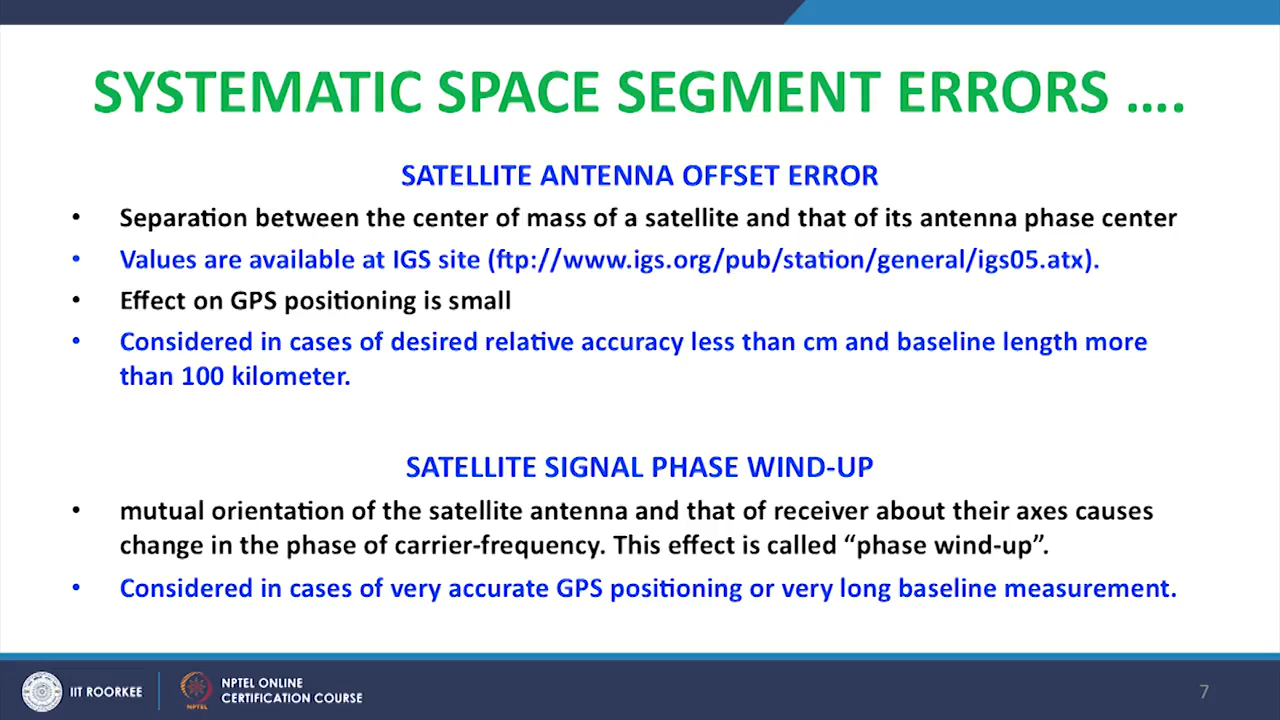 SYSTEMATIC SPACE SEGMENT ERRORS ....
SATELLITE ANTENNA OFFSET ERROR
• Separation between the center of mass of a satellite and that of its antenna phase center
• Values are available at IGS site (ftp://www.igs.org/pub/station/general/igs05.atx).
• Effect on GPS positioning is small
• Considered in cases of desired relative accuracy less than cm and baseline length more
than 100 kilometer.
SATELLITE SIGNAL PHASE WIND-UP
• mutual orientation of the satellite antenna and that of receiver about their axes causes
change in the phase of carrier-frequency. This effect is called “phase wind-up”.
• Considered in cases of very accurate GPS positioning or very long baseline measurement.
IIT ROORKEE
NPTEL
NPTEL ONLINE
CERTIFICATION COURSE
7